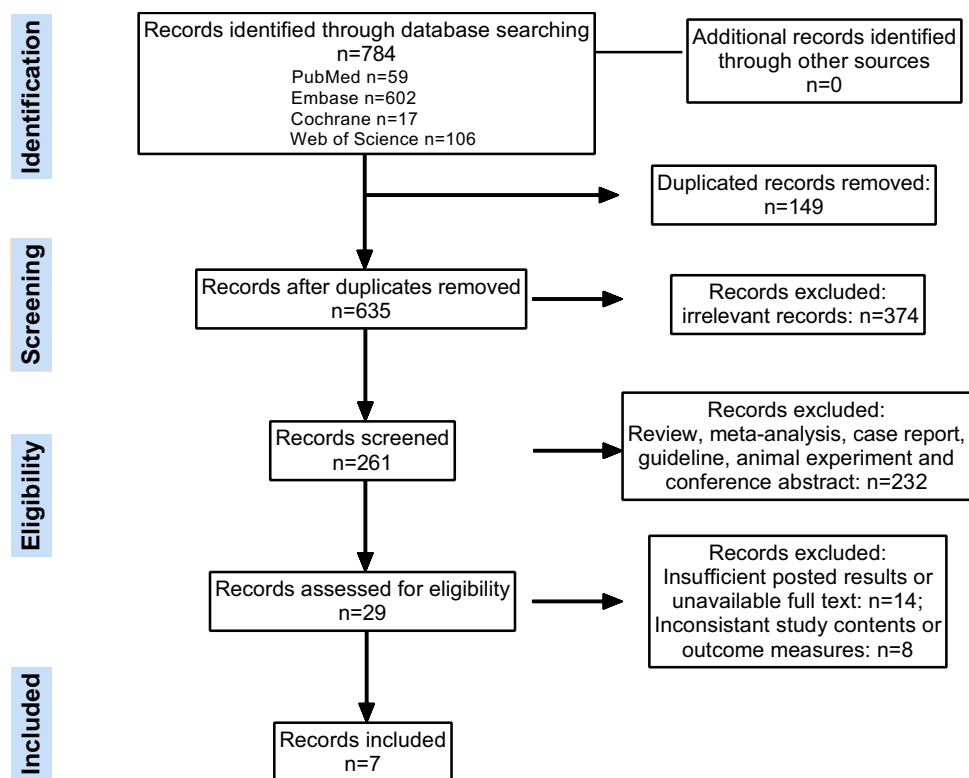 Identification
Records identified through database searching
n=784
PubMed n=59
Embase n=602
Cochrane n=17
Web of Science n=106
Additional records identified
through other sources
n=0
Duplicated records removed:
n=149
Screening
Records after duplicates removed
n=635
Records excluded:
irrelevant records: n=374
Eligibility
Records screened
n=261
Records excluded:
Review, meta-analysis, case report,
guideline, animal experiment and
conference abstract: n=232
Records assessed for eligibility
n=29
Records excluded:
Insufficient posted results or
unavailable full text: n=14;
Inconsistant study contents or
outcome measures: n=8
Included
Records included
n=7